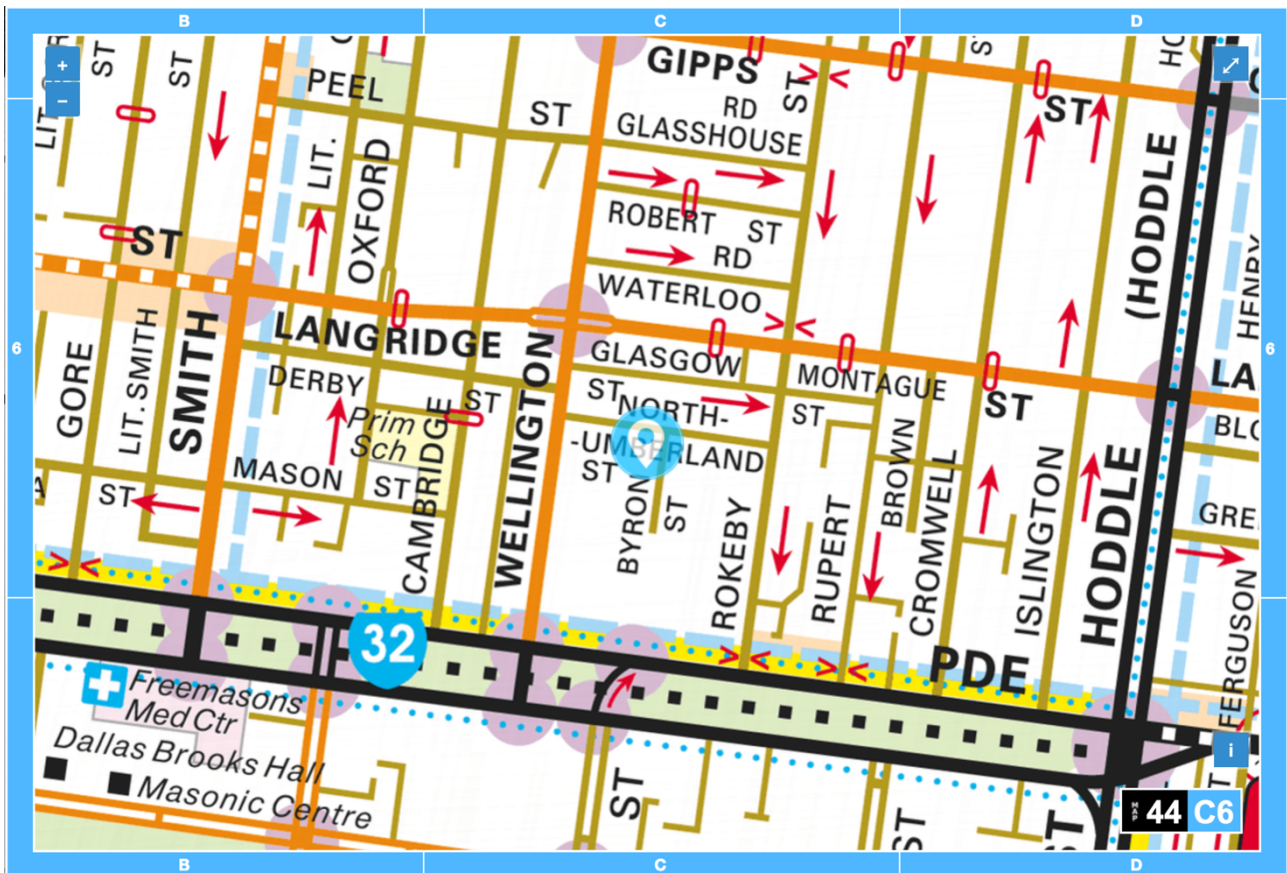 B
C
D
+
−
LIT.
ST
ST
PEEL
ST
GIPPS
ST
RD
GLASSHOUSE
ST
LIT.
OXFORD
(HODDLE
HENRY
ROBERT ST
RD
WATERLOO
ST
6
6
LANGRIDGE
GLASGOW
MONTAGUE
ST
LA
GORE
LIT. SMITH
SMITH
DERBY
ST
Prim
Sch
CAMBRIDGE
WELLINGTON
ST
NORTH-
-UMBERLAND
ST
ST
BROWN
MASON
ST
ST
BYRON
ST
ROKEBY
RUPERT
CROMWELL
ISLINGTON
HODDLE
FERGUSON
32
PDE
Freemasons
Med Ctr
Dallas Brooks Hall
Masonic Centre
ST
ST
ST
i
MAP 44 C6
B
C
D